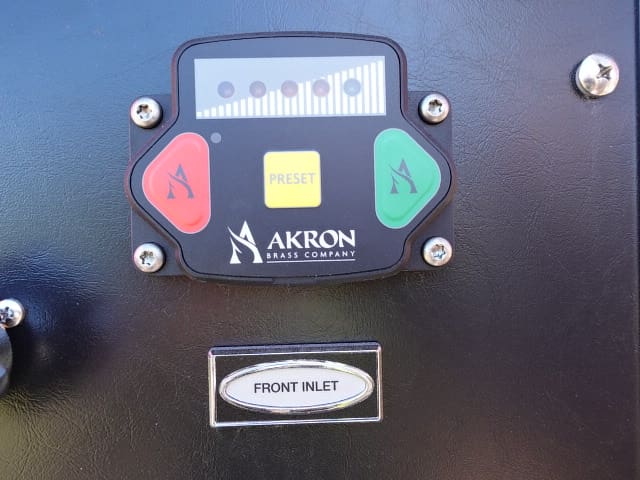 PRESET
AKRON
BRASS COMPANY
FRONT INLET